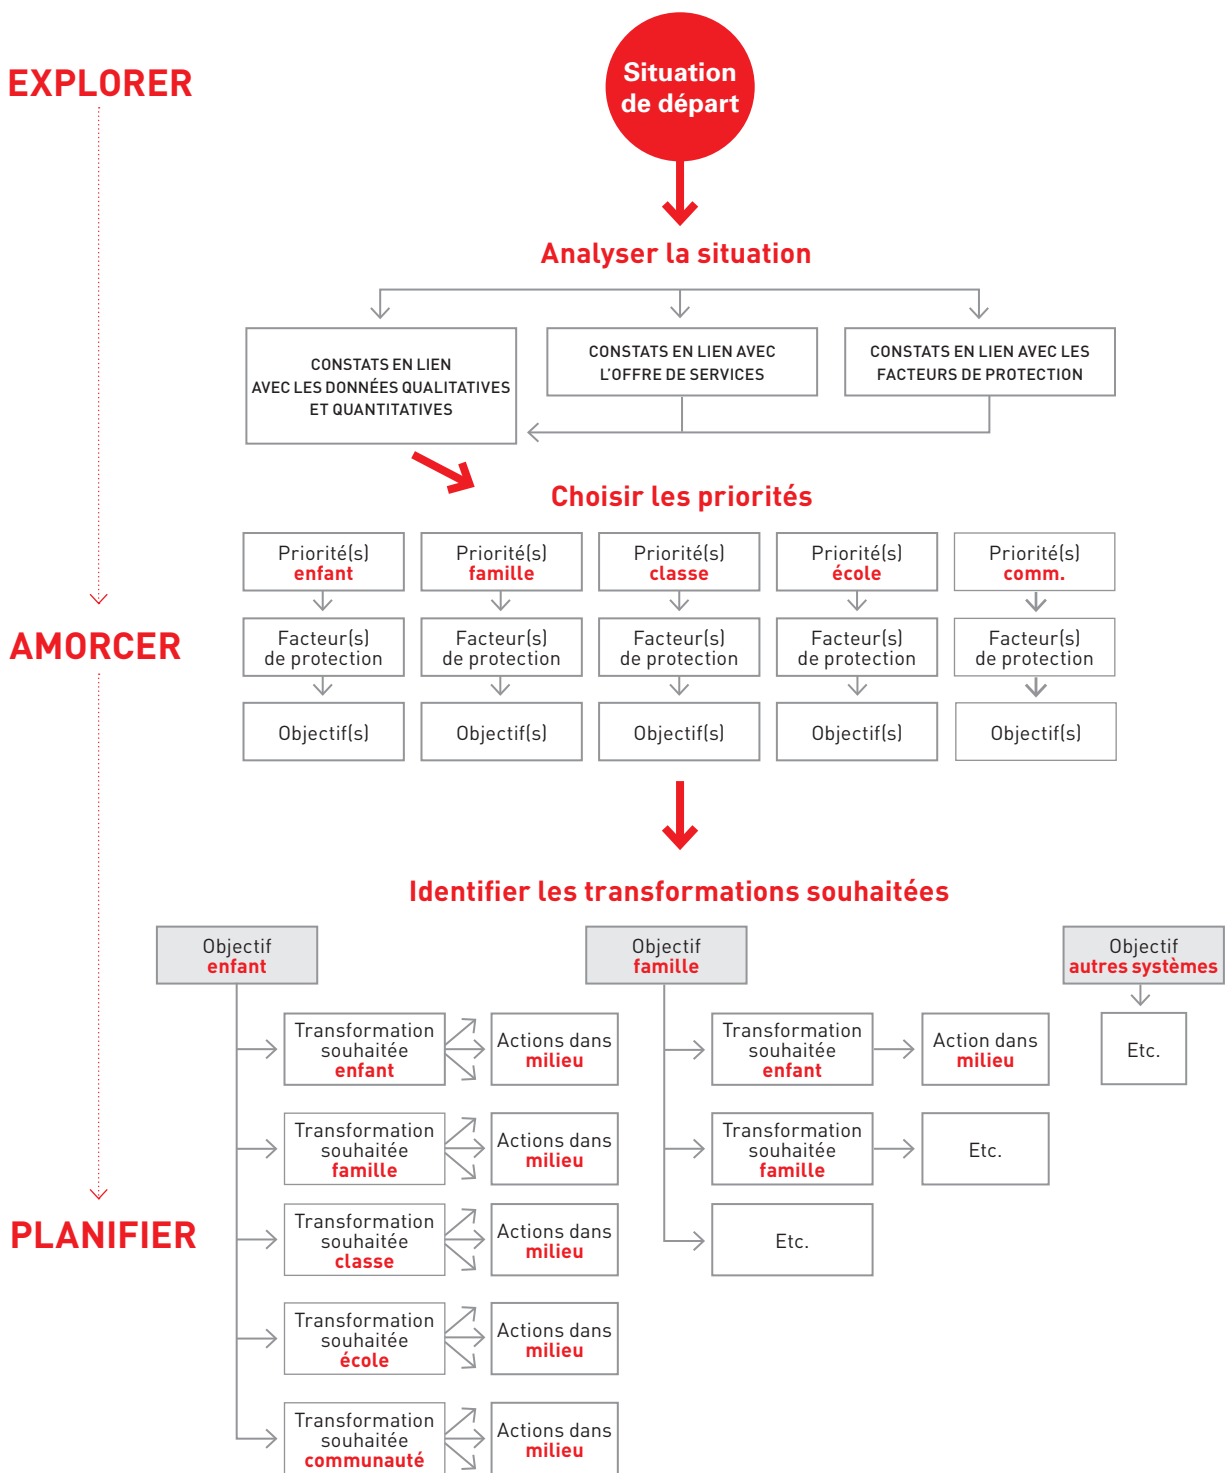 EXPLORER
Situation
de départ
Analyser la situation
CONSTATS EN LIEN
AVEC LES DONNÉES QUALITATIVES
ET QUANTITATIVES
CONSTATS EN LIEN AVEC
L'OFFRE DE SERVICES
CONSTATS EN LIEN AVEC LES
FACTEURS DE PROTECTION
Choisir les priorités
Priorité(s)
enfant
Priorité(s)
famille
Priorité(s)
classe
Priorité(s)
école
Priorité(s)
comm.
AMORCER
Facteur(s)
de protection
Facteur(s)
de protection
Facteur(s)
de protection
Facteur(s)
de protection
Facteur(s)
de protection
Objectif(s)
Objectif(s)
Objectif(s)
Objectif(s)
Objectif(s)
Identifier les transformations souhaitées
Objectif
enfant
Objectif
famille
Objectif
autres systèmes
Transformation
souhaitée
enfant
Actions dans
milieu
Transformation
souhaitée
enfant
Action dans
milieu
Etc.
Transformation
souhaitée
famille
Actions dans
milieu
Transformation
souhaitée
famille
Etc.
PLANIFIER
Transformation
souhaitée
classe
Actions dans
milieu
Etc.
Transformation
souhaitée
école
Actions dans
milieu
Transformation
souhaitée
communauté
Actions dans
milieu